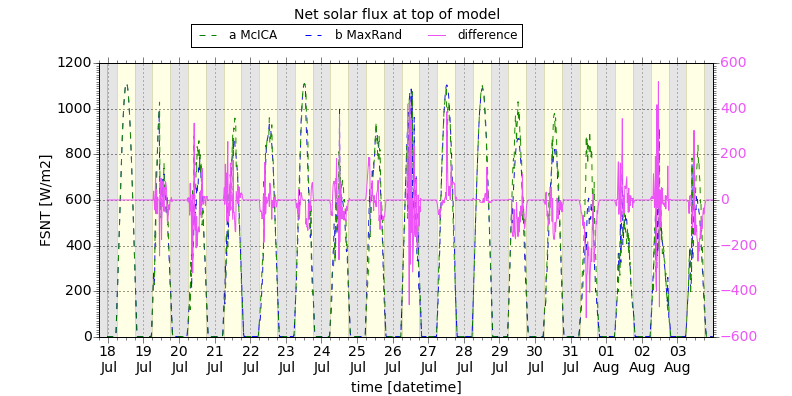 Net solar flux at top of model
a McICA b MaxRand difference
1200 600
1000 400
800 200
600 0
400 −200
200 −400
0 −600
FSNT [W/m2]
18 19 20 21 22 23 24 25 26 27 28 29 30 31 01 02 03
Jul Jul Jul Jul Jul Jul Jul Jul Jul Jul Jul Jul Jul Jul Aug Aug Aug
time [datetime]